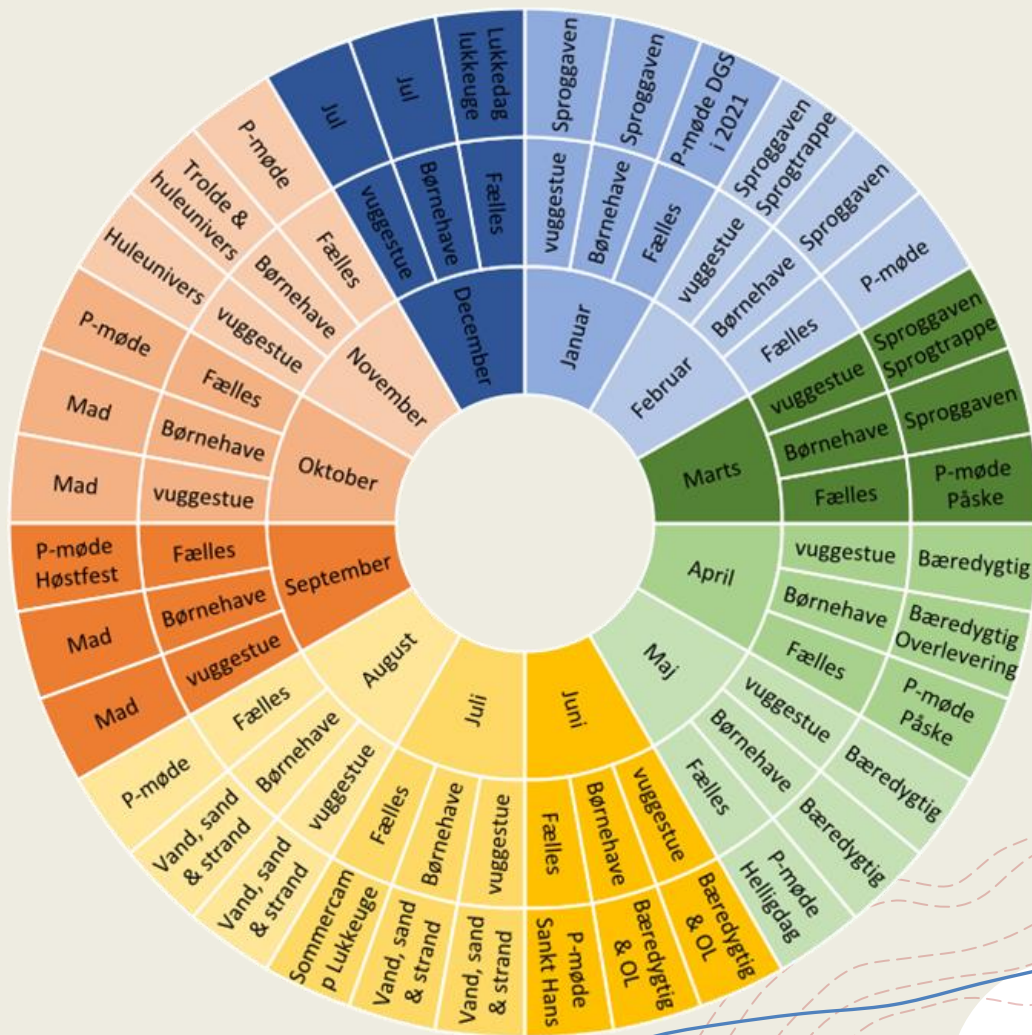 Januar
vuggestue
Sproggaven
Børnehave
Sproggaven
Fælles
P-møde DGS
i 2021
Februar
vuggestue
Sproggaven
Sprogtrappe
Børnehave
Sproggaven
Fælles
P-møde
Marts
vuggestue
Sproggaven
Sprogtrappe
Børnehave
Sproggaven
Fælles
P-møde
Påske
April
vuggestue
Bæredygtig
Børnehave
Bæredygtig
Overlevering
Fælles
P-møde
Påske
Maj
vuggestue
Bæredygtig
Børnehave
Bæredygtig
Fælles
P-møde
Helligdag
Juni
vuggestue
Bæredygtig
& OL
Børnehave
Bæredygtig
& OL
Fælles
P-møde
Sankt Hans
Juli
vuggestue
Vand, sand
& strand
Børnehave
Vand, sand
& strand
Fælles
Sommercam
p Lukkeuge
August
vuggestue
Vand, sand
& strand
Børnehave
Vand, sand
& strand
Fælles
P-møde
September
vuggestue
Mad
Børnehave
Mad
Fælles
P-møde
Høstfest
Oktober
vuggestue
Mad
Børnehave
Mad
Fælles
P-møde
November
vuggestue
Huleunivers
Børnehave
Trolde &
huleunivers
Fælles
P-møde
December
vuggestue
Jul
Børnehave
Jul
Fælles
Lukkedag
lukkeuge